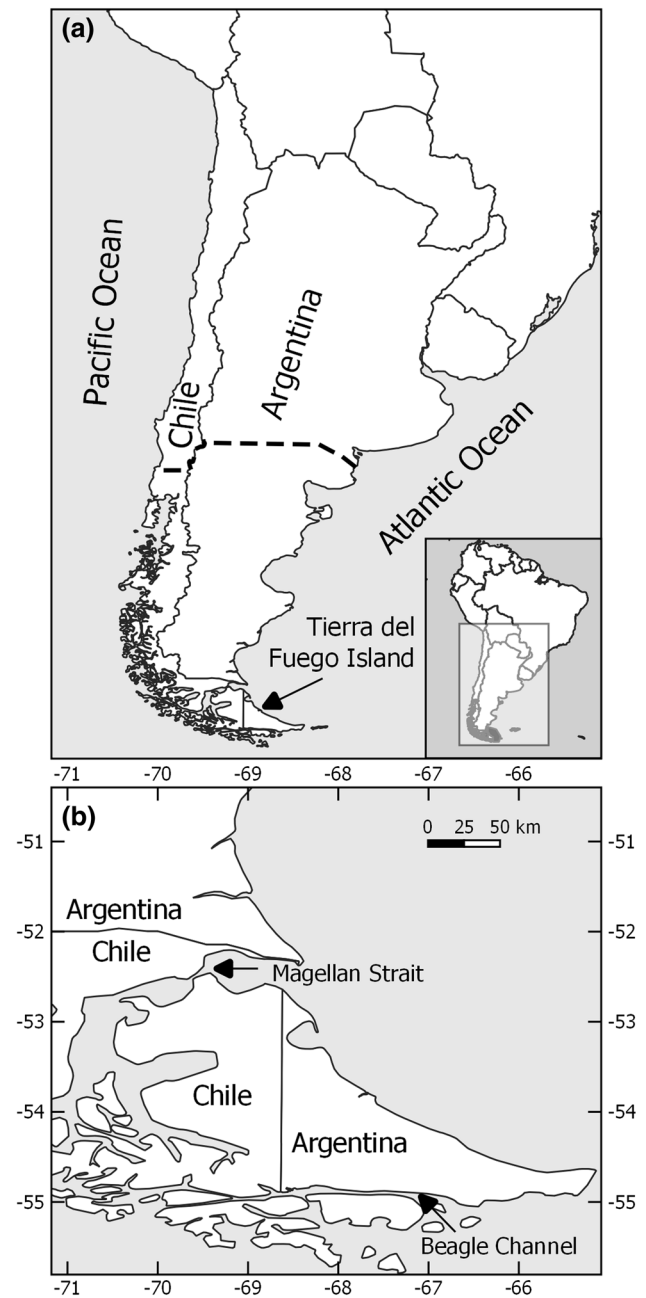 (a)
Pacific Ocean
Chile
Argentina
Atlantic Ocean
Tierra del
Fuego Island
-71 -70 -69 -68 -67 -66
(b)
0 25 50 km
-51 -51
Argentina
-52 -52
Chile
Magellan Strait
-53 -53
Chile
-54 -54
Argentina
-55 -55
Beagle Channel
-71 -70 -69 -68 -67 -66